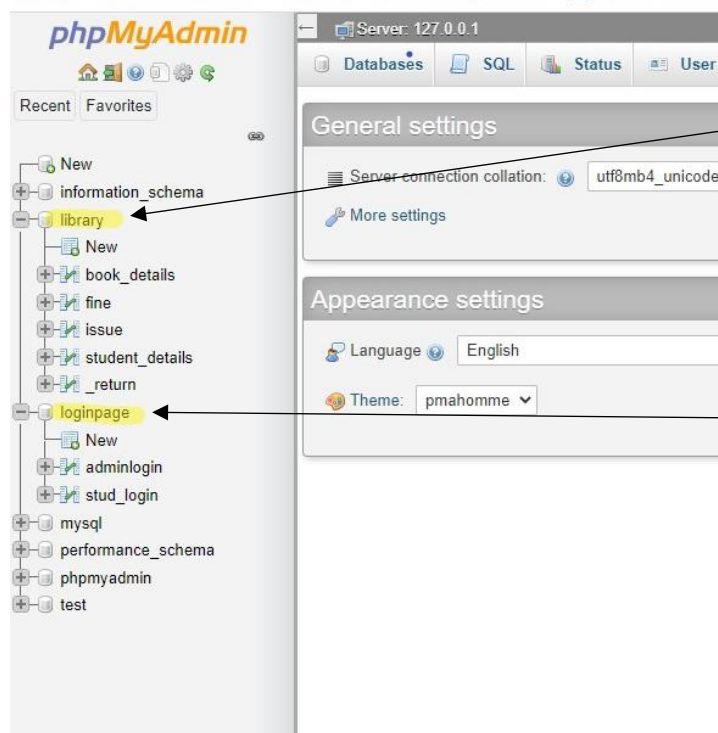 phpMyAdmin
Recent Favorites
New
information_schema
library
New
book_details
fine
issue
student_details
_return
loginpage
New
adminlogin
stud_login
mysql
performance_schema
phpmyadmin
test
Server: 127.0.0.1
Databases SQL Status User
General settings
Server connection collation: utf8mb4_unicode
More settings
Appearance settings
Language English
Theme: pmahomme